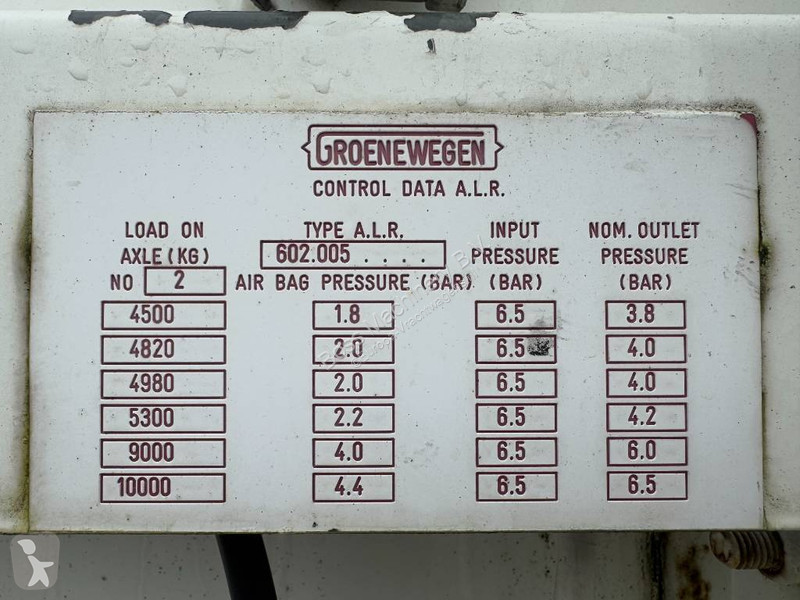 GROENEWEGEN
CONTROL DATA A.L.R.
LOAD ON TYPE A.L.R. INPUT NOM. OUTLET
AXLE (KG) 602.005 . . . . PRESSURE PRESSURE
NO 2 AIR BAG PRESSURE (BAR) (BAR) (BAR)
4500 1.8 6.5 3.8
4820 2.0 6.5 4.0
4980 2.0 6.5 4.0
5300 2.2 6.5 4.2
9000 4.0 6.5 6.0
10000 4.4 6.5 6.5